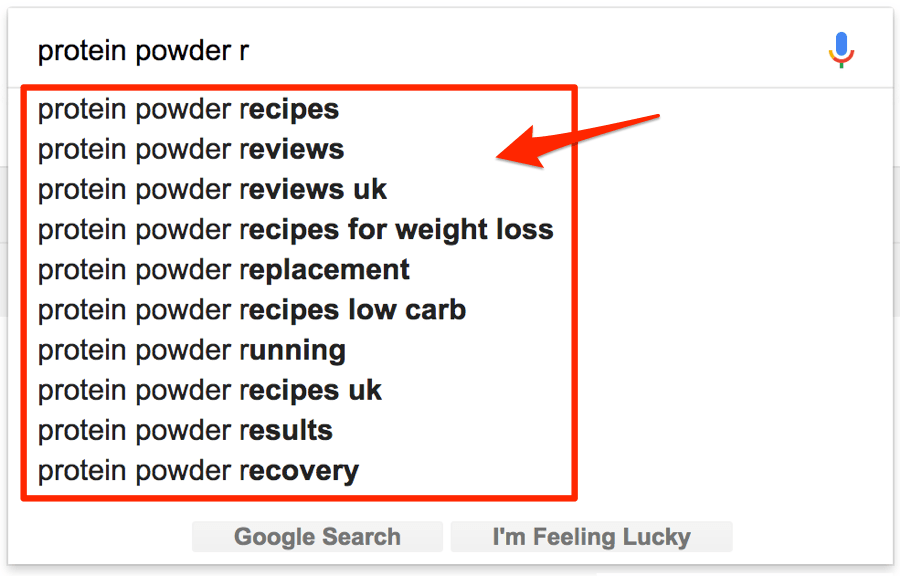 protein powder r
protein powder recipes
protein powder reviews
protein powder reviews uk
protein powder recipes for weight loss
protein powder replacement
protein powder recipes low carb
protein powder running
protein powder recipes uk
protein powder results
protein powder recovery
Google Search
I'm Feeling Lucky